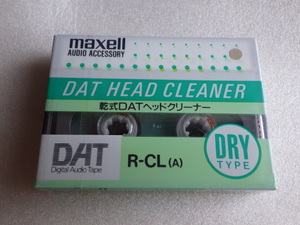 maxell
AUDIO ACCESSORY
DAT HEAD CLEANER
乾式DATヘッドクリーナー
DAT
Digital Audio Tape
R-CL (A)
DRY
TYPE